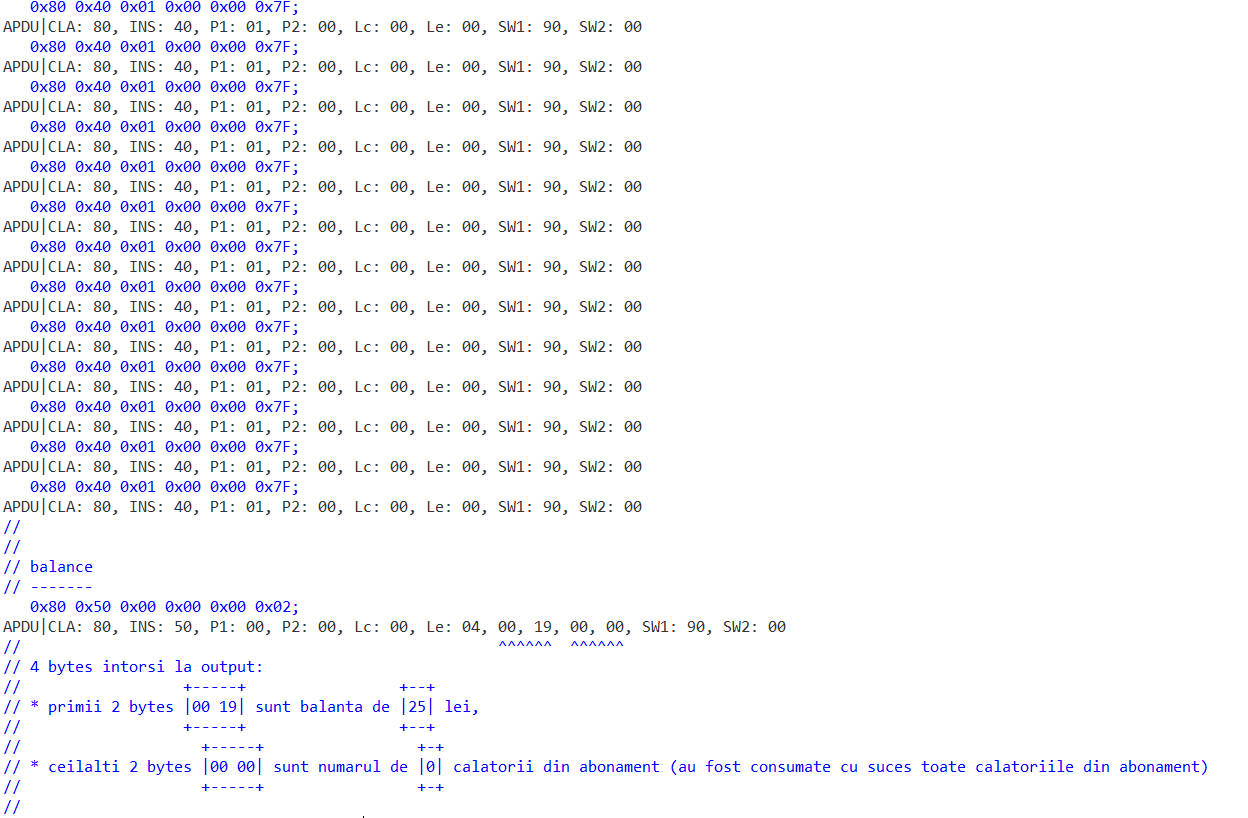 0x80 0x40 0x01 0x00 0x00 0x7F;
APDU|CLA: 80, INS: 40, P1: 01, P2: 00, Lc: 00, Le: 00, SW1: 90, SW2: 00
   0x80 0x40 0x01 0x00 0x00 0x7F;
APDU|CLA: 80, INS: 40, P1: 01, P2: 00, Lc: 00, Le: 00, SW1: 90, SW2: 00
   0x80 0x40 0x01 0x00 0x00 0x7F;
APDU|CLA: 80, INS: 40, P1: 01, P2: 00, Lc: 00, Le: 00, SW1: 90, SW2: 00
   0x80 0x40 0x01 0x00 0x00 0x7F;
APDU|CLA: 80, INS: 40, P1: 01, P2: 00, Lc: 00, Le: 00, SW1: 90, SW2: 00
   0x80 0x40 0x01 0x00 0x00 0x7F;
APDU|CLA: 80, INS: 40, P1: 01, P2: 00, Lc: 00, Le: 00, SW1: 90, SW2: 00
   0x80 0x40 0x01 0x00 0x00 0x7F;
APDU|CLA: 80, INS: 40, P1: 01, P2: 00, Lc: 00, Le: 00, SW1: 90, SW2: 00
   0x80 0x40 0x01 0x00 0x00 0x7F;
APDU|CLA: 80, INS: 40, P1: 01, P2: 00, Lc: 00, Le: 00, SW1: 90, SW2: 00
   0x80 0x40 0x01 0x00 0x00 0x7F;
APDU|CLA: 80, INS: 40, P1: 01, P2: 00, Lc: 00, Le: 00, SW1: 90, SW2: 00
   0x80 0x40 0x01 0x00 0x00 0x7F;
APDU|CLA: 80, INS: 40, P1: 01, P2: 00, Lc: 00, Le: 00, SW1: 90, SW2: 00
   0x80 0x40 0x01 0x00 0x00 0x7F;
APDU|CLA: 80, INS: 40, P1: 01, P2: 00, Lc: 00, Le: 00, SW1: 90, SW2: 00
   0x80 0x40 0x01 0x00 0x00 0x7F;
APDU|CLA: 80, INS: 40, P1: 01, P2: 00, Lc: 00, Le: 00, SW1: 90, SW2: 00
   0x80 0x40 0x01 0x00 0x00 0x7F;
APDU|CLA: 80, INS: 40, P1: 01, P2: 00, Lc: 00, Le: 00, SW1: 90, SW2: 00
   0x80 0x40 0x01 0x00 0x00 0x7F;
APDU|CLA: 80, INS: 40, P1: 01, P2: 00, Lc: 00, Le: 00, SW1: 90, SW2: 00
//
//
// balance
// -------
   0x80 0x50 0x00 0x00 0x00 0x02;
APDU|CLA: 80, INS: 50, P1: 00, P2: 00, Lc: 00, Le: 04, 00, 19, 00, 00, SW1: 90, SW2: 00
//                                                     ^^^^^^  ^^^^^^
// 4 bytes intorsi la output:
//                  +-----+                 +--+
// * primii 2 bytes |00 19| sunt balanta de |25| lei,
//                  +-----+                 +--+
//                    +-----+                 +-+
// * ceilalti 2 bytes |00 00| sunt numarul de |0| calatorii din abonament (au fost consumate cu suces toate calatoriile din abonament)
//                    +-----+                 +-+
//